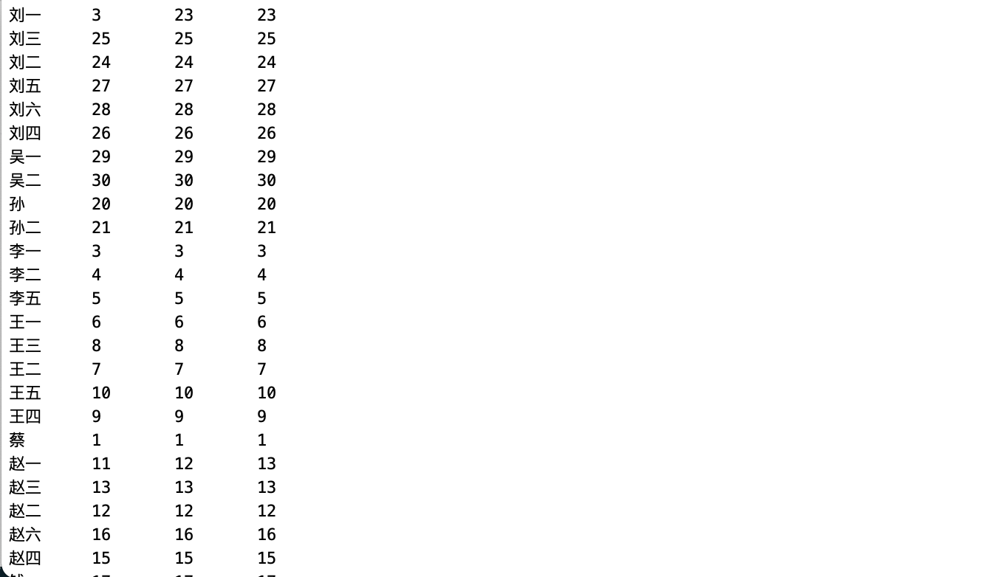 刘一 3 23 23
刘三 25 25 25
刘二 24 24 24
刘五 27 27 27
刘六 28 28 28
刘四 26 26 26
吴一 29 29 29
吴二 30 30 30
孙 20 20 20
孙二 21 21 21
李一 3 3 3
李二 4 4 4
李五 5 5 5
王一 6 6 6
王三 8 8 8
王二 7 7 7
王五 10 10 10
王四 9 9 9
蔡 1 1 1
赵一 11 12 13
赵三 13 13 13
赵二 12 12 12
赵六 16 16 16
赵四 15 15 15